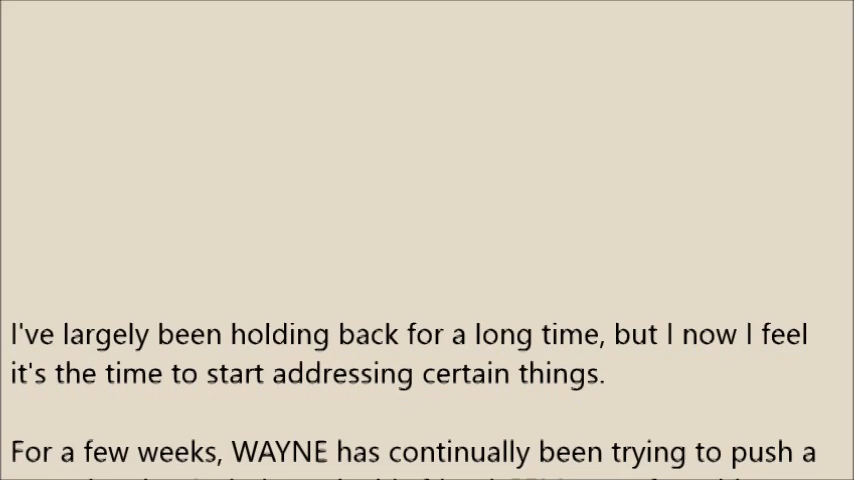 I've largely been holding back for a long time, but I now I feel
it's the time to start addressing certain things.
For a few weeks, WAYNE has continually been trying to push a